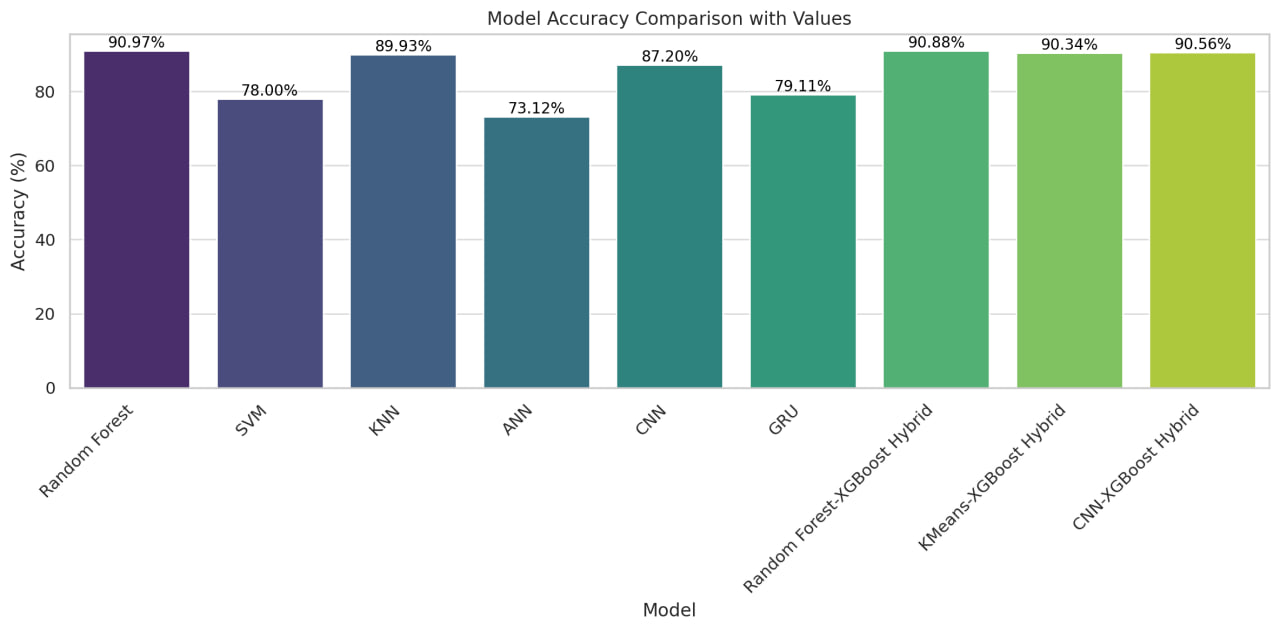 Model Accuracy Comparison with Values
Accuracy (%)
80
60
40
20
0
90.97%
78.00%
89.93%
73.12%
87.20%
79.11%
90.88%
90.34%
90.56%
Random Forest
SVM
KNN
ANN
CNN
GRU
Random Forest-XGBoost Hybrid
KMeans-XGBoost Hybrid
CNN-XGBoost Hybrid
Model